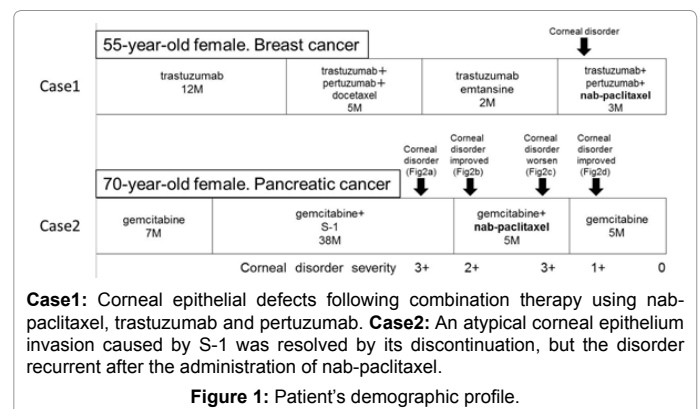 Corneal disorder
55-year-old female. Breast cancer
Case1
trastuzumab
12M
trastuzumab+
pertuzumab+
docetaxel
5M
trastuzumab
emtansine
2M
trastuzumab+
pertuzumab+
nab-paclitaxel
3M
Corneal
disorder
(Fig2a)
Corneal
disorder
improved
(Fig2b)
Corneal
disorder
worsen
(Fig2c)
Corneal
disorder
improved
(Fig2d)
70-year-old female. Pancreatic cancer
Case2
gemcitabine
7M
gemcitabine+
S-1
38M
gemcitabine+
nab-paclitaxel
5M
gemcitabine
5M
Corneal disorder severity 3+ 2+ 3+ 1+ 0
Case1: Corneal epithelial defects following combination therapy using nab-
paclitaxel, trastuzumab and pertuzumab. Case2: An atypical corneal epithelium
invasion caused by S-1 was resolved by its discontinuation, but the disorder
recurrent after the administration of nab-paclitaxel.
Figure 1: Patient's demographic profile.